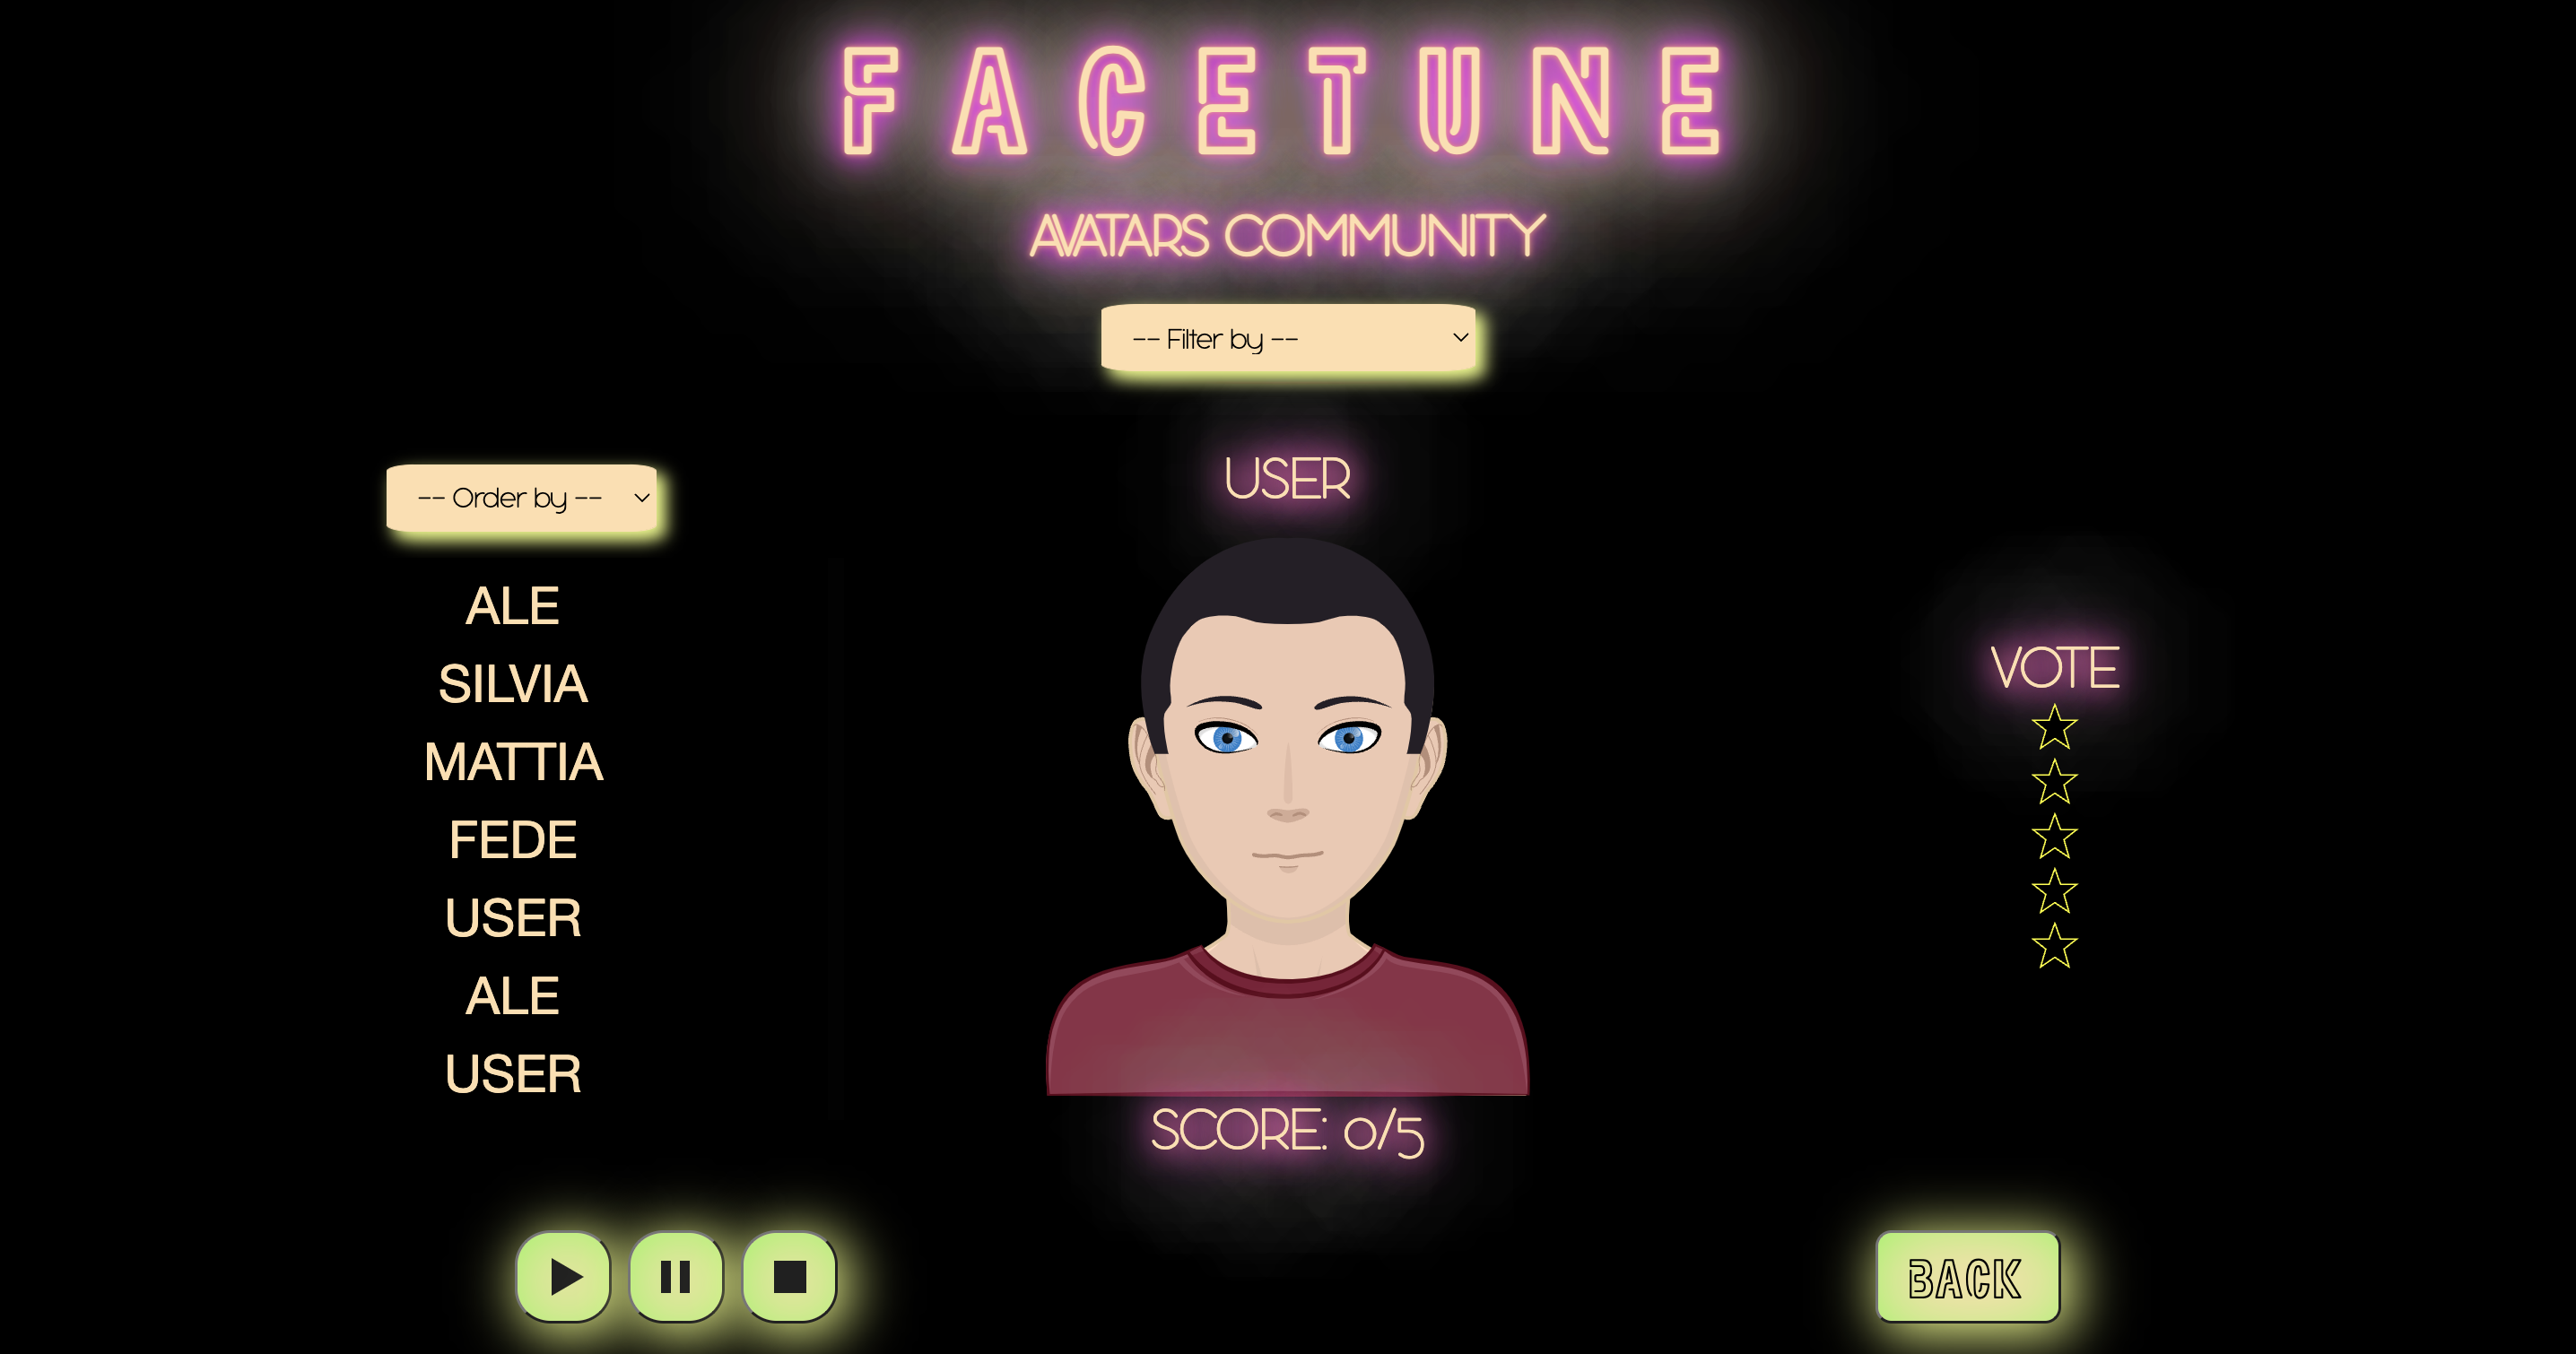 FACETUNE
AVATARS COMMUNITY
-- Filter by --
-- Order by --
ALE
SILVIA
MATTIA
FEDE
USER
ALE
USER
USER
SCORE: 0/5
VOTE
BACK